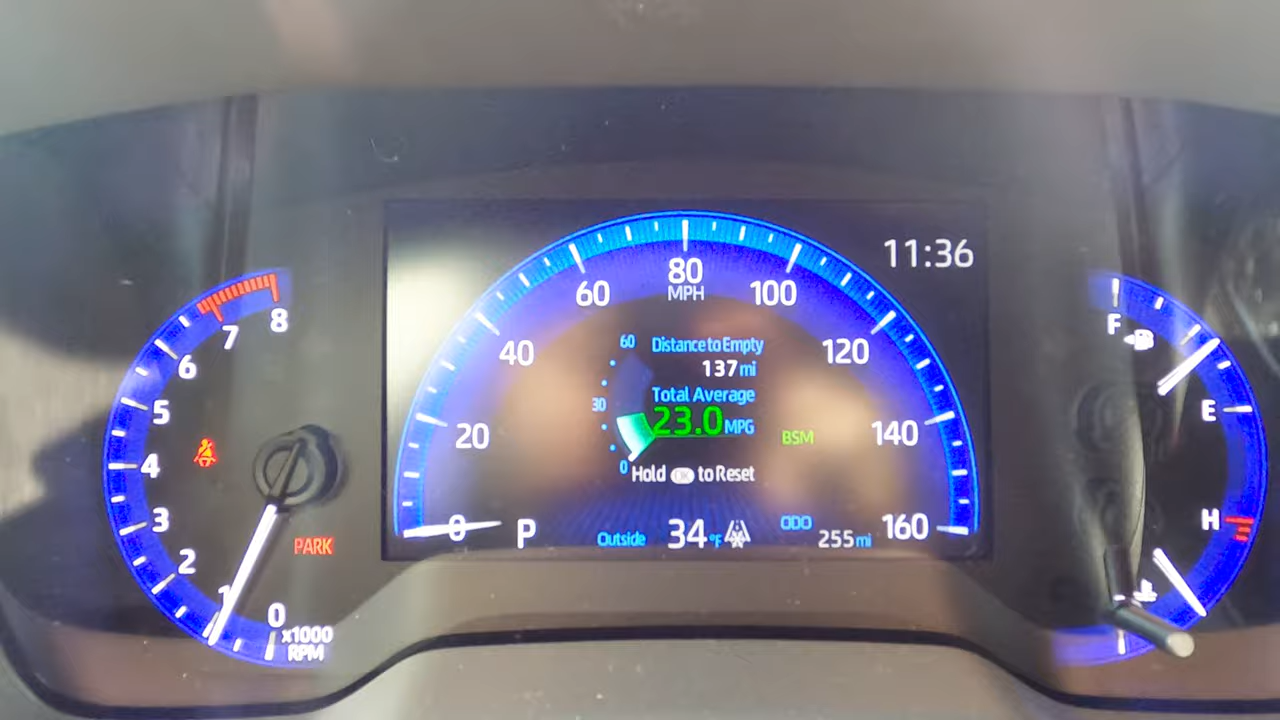 11:36
80
MPH
60
100
40
120
20
140
0
160
60
30
0
Distance to Empty
137 mi
Total Average
23.0 MPG
Hold OK to Reset
BSM
P
Outside 34°F
ODO
255 mi
8
7
6
5
4
3
2
1
0
x1000
RPM
PARK
F
E
H